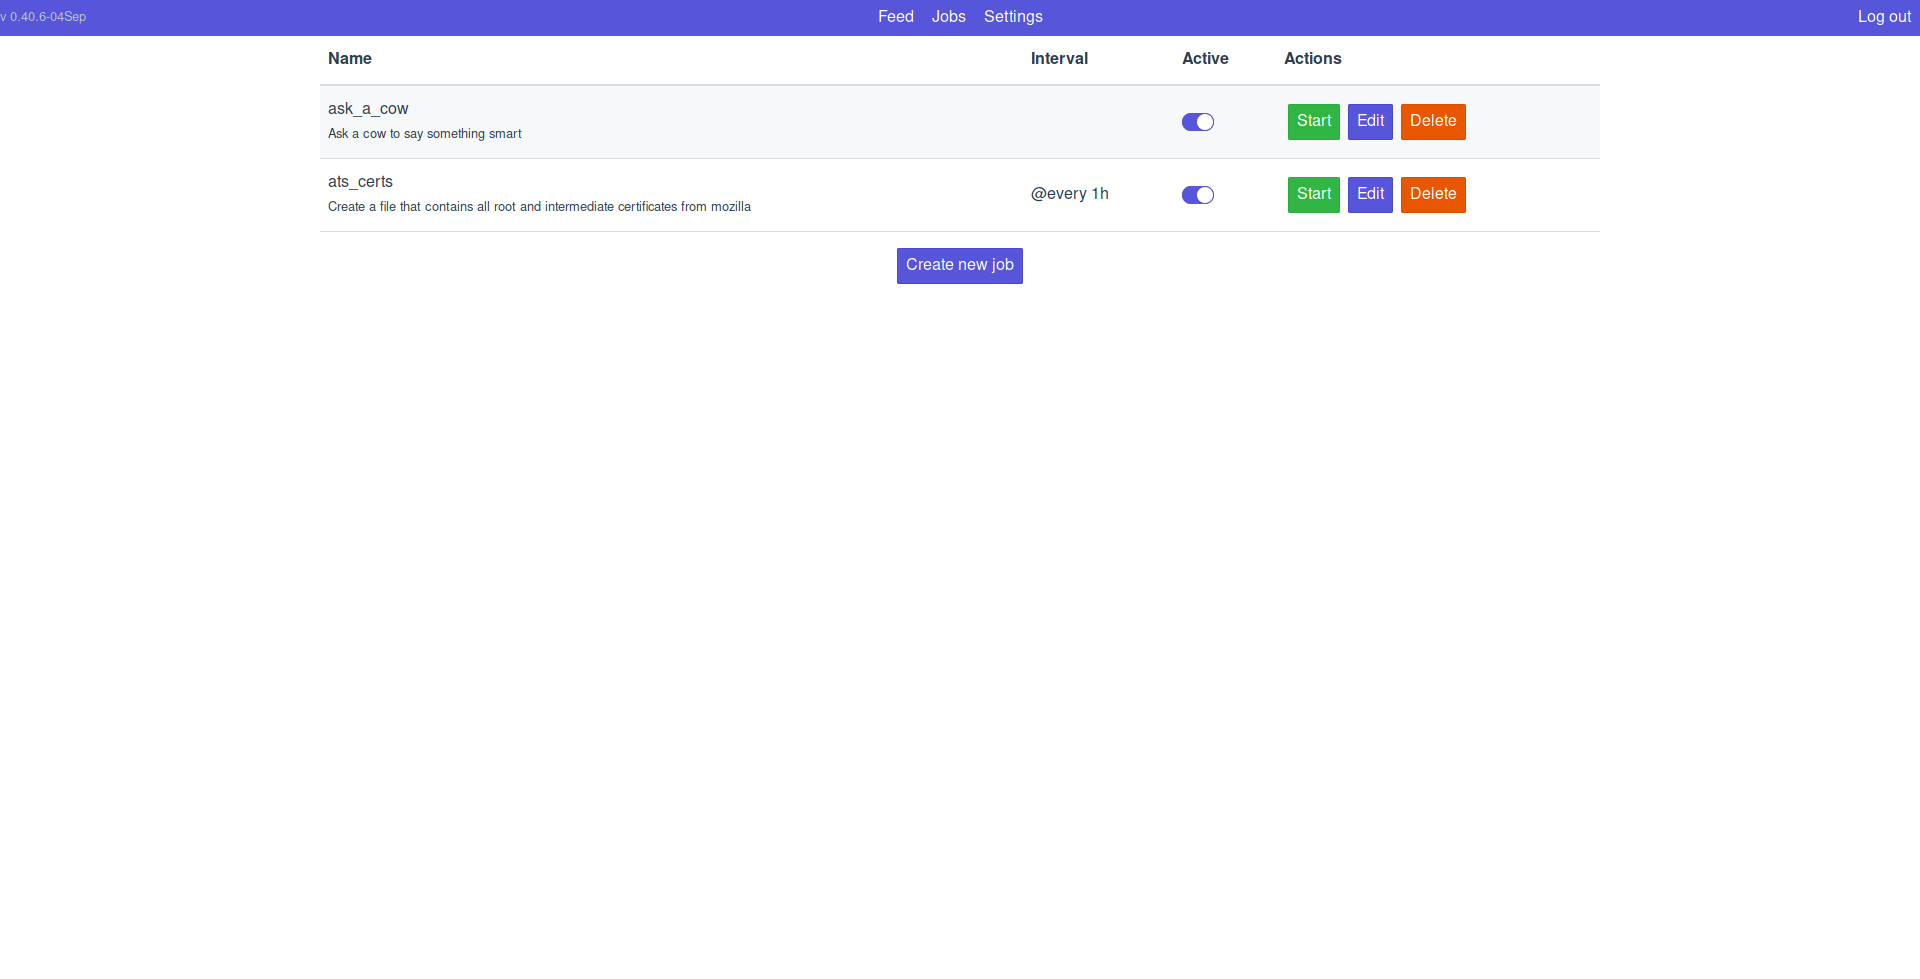 v 0.40.6-04Sep Feed Jobs Settings Log out
Name Interval Active Actions
ask_a_cow
Ask a cow to say something smart
Start Edit Delete
ats_certs
Create a file that contains all root and intermediate certificates from mozilla
@every 1h Start Edit Delete
Create new job